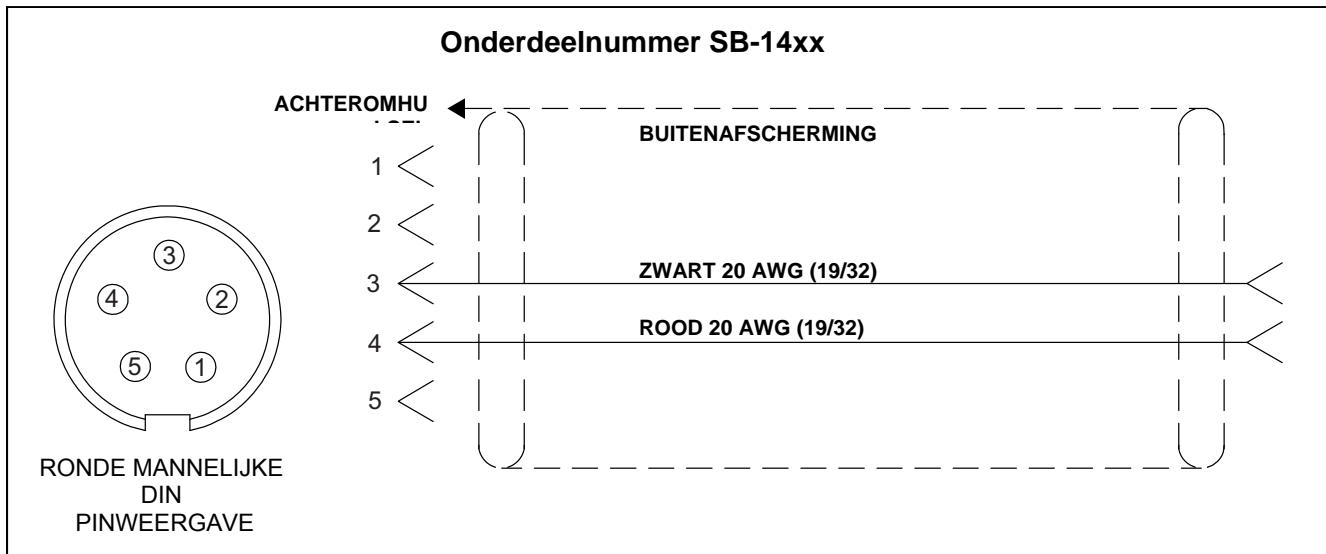 Onderdeelnummer SB-14xx
ACHTEROMHU
BUITENAFSCHERMING
1
2
ZWART 20 AWG (19/32)
3
ROOD 20 AWG (19/32)
4
5
3
4
2
5
1
RONDE MANNELIJKE
DIN
PINWEERGAVE